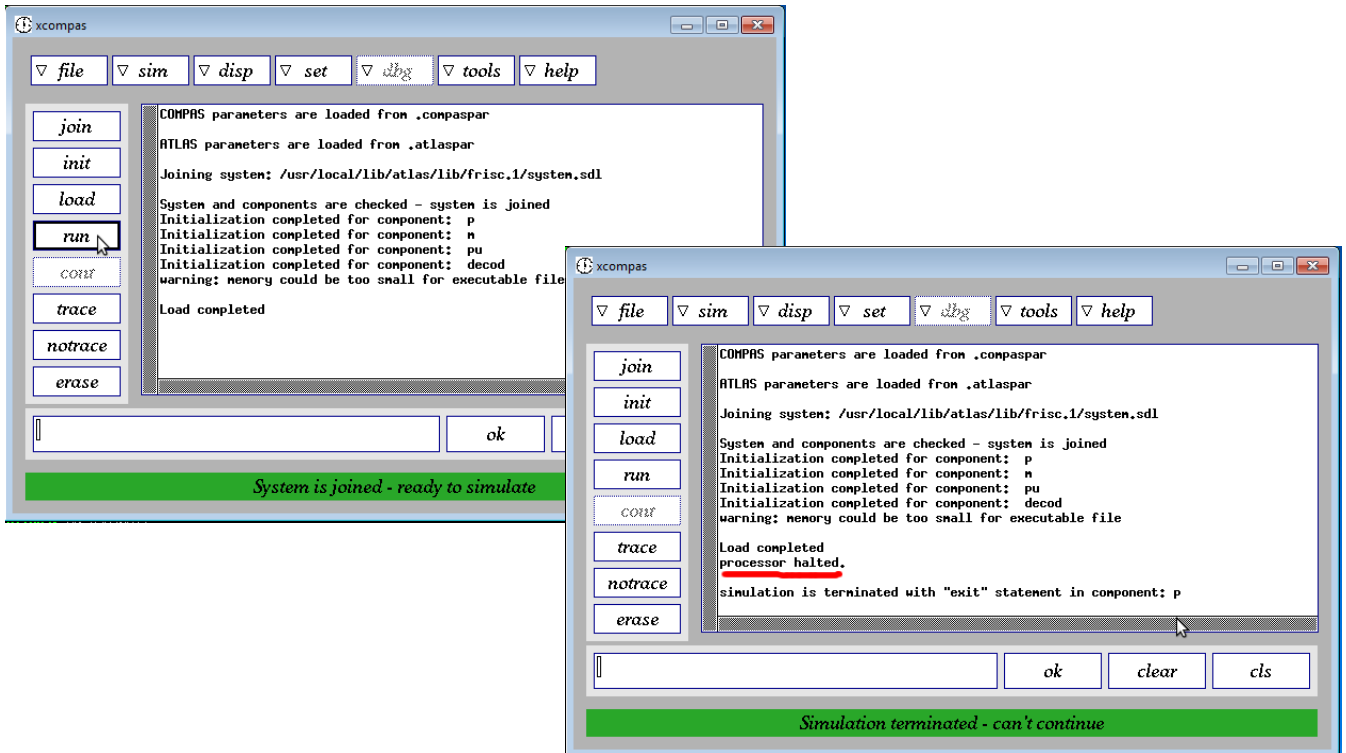 xcompas
file sim disp set dbg tools help
join
init
load
run
cont
trace
notrace
erase
COMPAS parameters are loaded from .compaspar
ATLAS parameters are loaded from .atlaspar
Joining system: /usr/local/lib/atlas/lib/frisc.1/system.sdl
System and components are checked - system is joined
Initialization completed for component: p
Initialization completed for component: m
Initialization completed for component: pu
Initialization completed for component: decod
warning: memory could be too small for executable file
Load completed
ok
System is joined - ready to simulate
xcompas
file sim disp set dbg tools help
join
init
load
run
cont
trace
notrace
erase
COMPAS parameters are loaded from .compaspar
ATLAS parameters are loaded from .atlaspar
Joining system: /usr/local/lib/atlas/lib/frisc.1/system.sdl
System and components are checked - system is joined
Initialization completed for component: p
Initialization completed for component: m
Initialization completed for component: pu
Initialization completed for component: decod
warning: memory could be too small for executable file
Load completed
processor halted.
simulation is terminated with "exit" statement in component: p
ok clear cls
Simulation terminated - can't continue